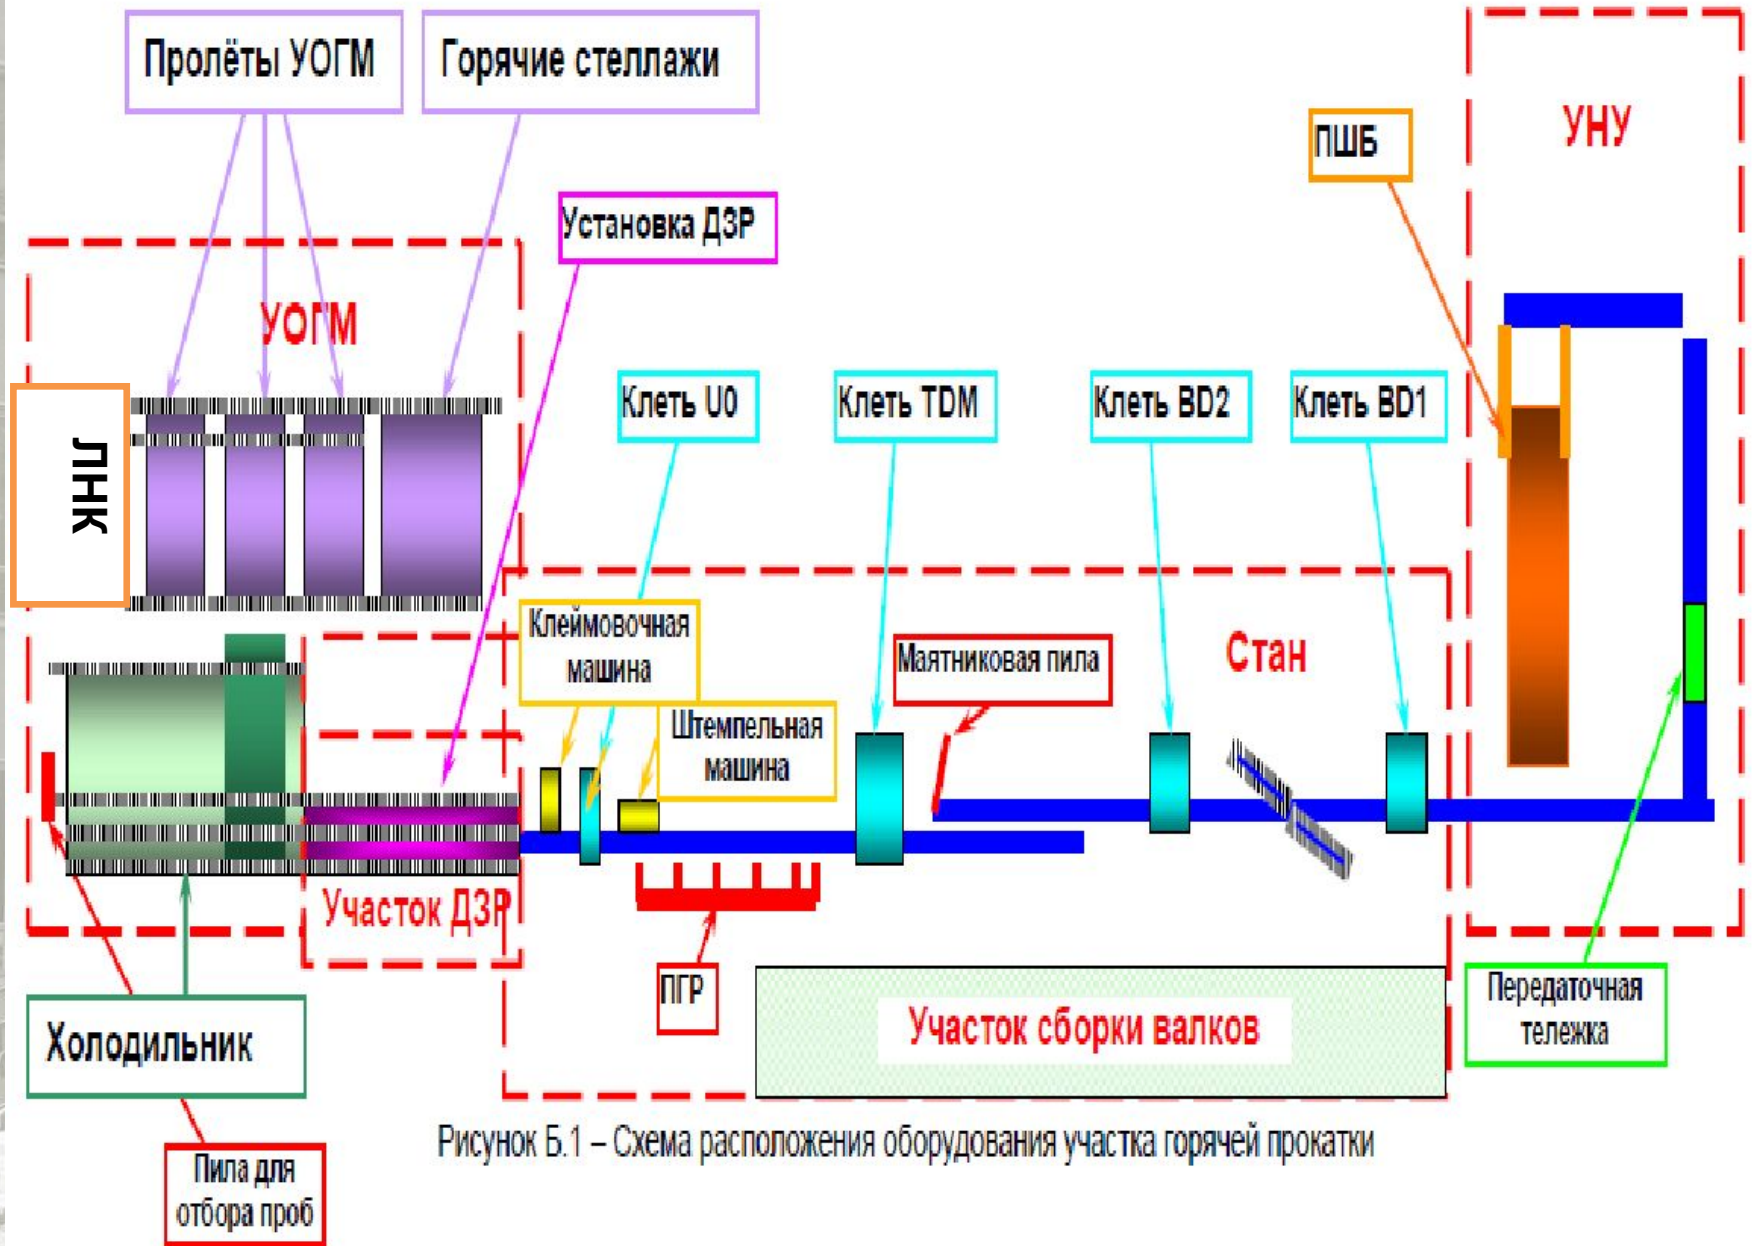 Пролёты УОГМ
Горячие стеллажи
УНУ
ПШБ
Установка ДЗР
УОГМ
Клеть U0
Клеть TDM
Клеть BD2
Клеть BD1
ЛНК
Клеймовочная
машина
Маятниковая пила
Стан
Штемпельная
машина
Участок ДЗР
ПГР
Участок сборки валков
Передаточная
тележка
Холодильник
Рисунок Б.1 – Схема расположения оборудования участка горячей прокатки
Пила для
отбора проб